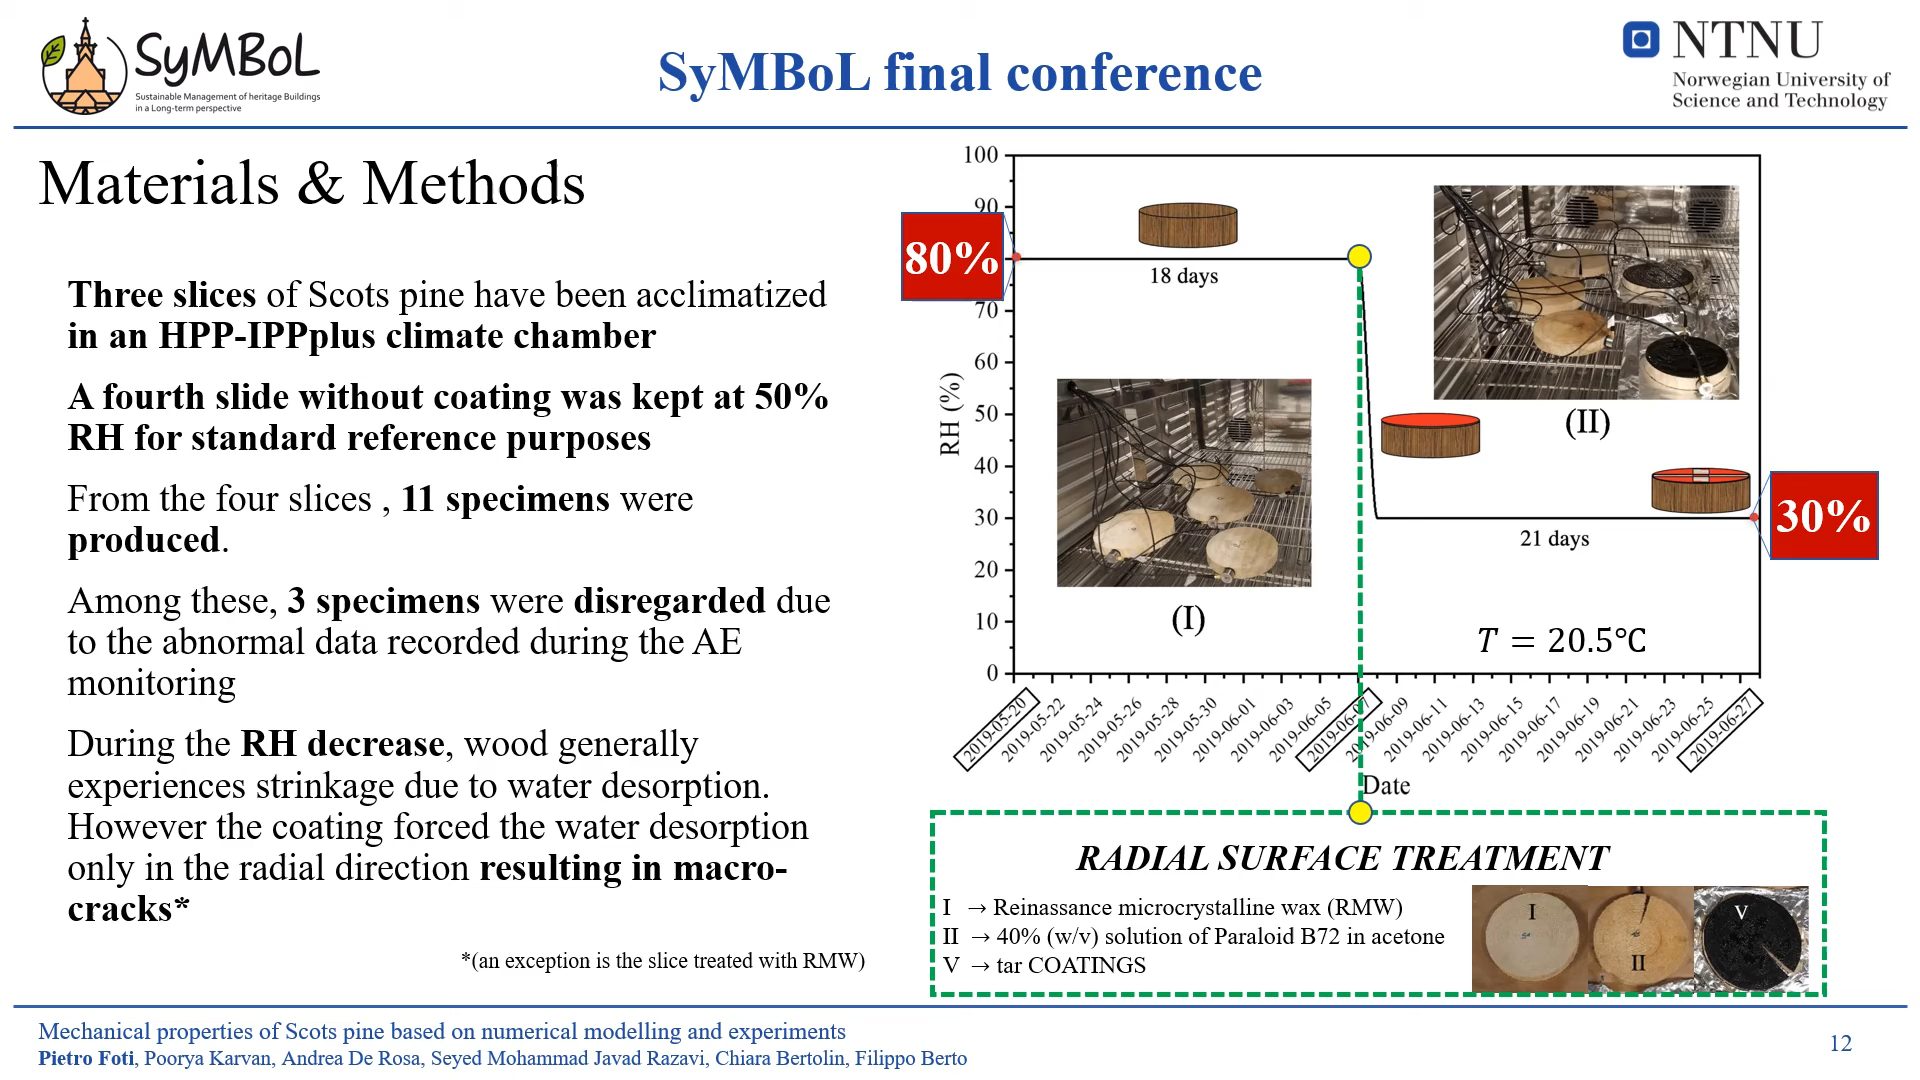 SyMBoL
Sustainable Management of heritage Buildings
in a Long-term perspective
SyMBoL final conference
NTNU
Norwegian University of
Science and Technology
Materials & Methods
Three slices of Scots pine have been acclimatized
in an HPP-IPPplus climate chamber
A fourth slide without coating was kept at 50%
RH for standard reference purposes
From the four slices , 11 specimens were
produced.
Among these, 3 specimens were disregarded due
to the abnormal data recorded during the AE
monitoring
During the RH decrease, wood generally
experiences strinkage due to water desorption.
However the coating forced the water desorption
only in the radial direction resulting in macro-
cracks*
*(an exception is the slice treated with RMW)
100
90
80%
70
60
50
40
30
20
10
0
RH (%)
18 days
(I)
(II)
21 days
30%
T = 20.5°C
2019-05-20
2019-05-22
2019-05-24
2019-05-26
2019-05-28
2019-05-30
2019-06-01
2019-06-03
2019-06-05
2019-06-07
2019-06-09
2019-06-11
2019-06-13
2019-06-15
2019-06-17
2019-06-19
2019-06-21
2019-06-23
2019-06-25
2019-06-27
Date
RADIAL SURFACE TREATMENT
I → Reinassance microcrystalline wax (RMW)
II → 40% (w/v) solution of Paraloid B72 in acetone
V → tar COATINGS
I
II
V
Mechanical properties of Scots pine based on numerical modelling and experiments
Pietro Foti, Poorya Karvan, Andrea De Rosa, Seyed Mohammad Javad Razavi, Chiara Bertolin, Filippo Berto
12